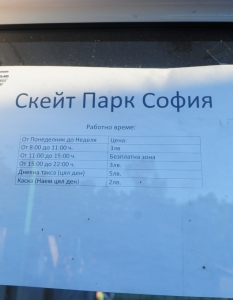 Скейт Парк София
Работно време:
От Понеделник до Неделя Цена:
От 8:00 до 11:00 ч. 3лв
От 11:00 до 15:00 ч. Безплатна зона
От 15:00 до 22:00 ч. 3лв.
Дневна такса (цял ден) 5лв.
Каска (Наем цял ден) 2лв.